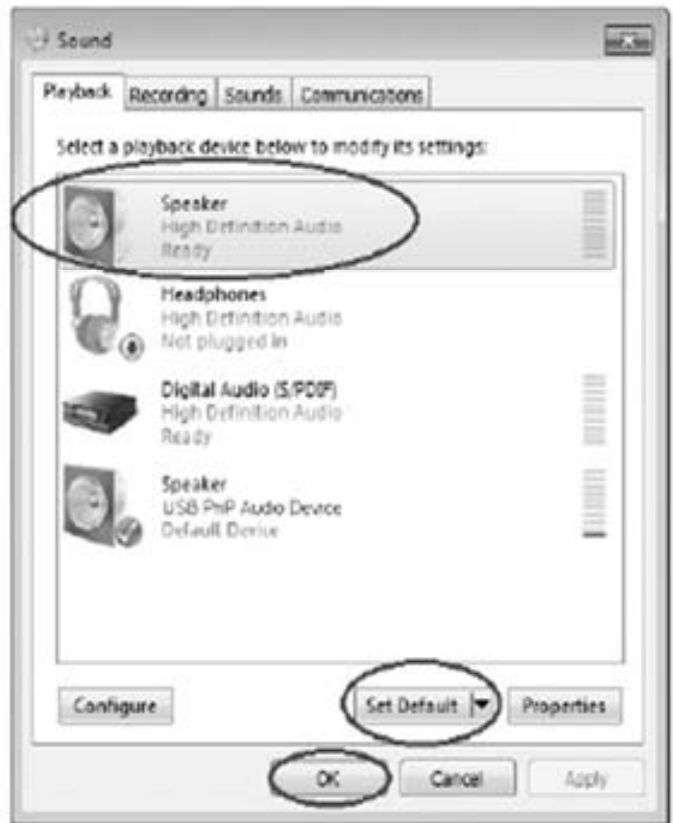 Sound
Playback Recording Sounds Communications
Select a playback device below to modify its settings:
Speaker
High Definition Audio
Ready
Headphones
High Definition Audio
Not plugged in
Digital Audio (S/PDIF)
High Definition Audio
Ready
Speaker
USB PnP Audio Device
Default Device
Configure Set Default Properties
OK Cancel Apply